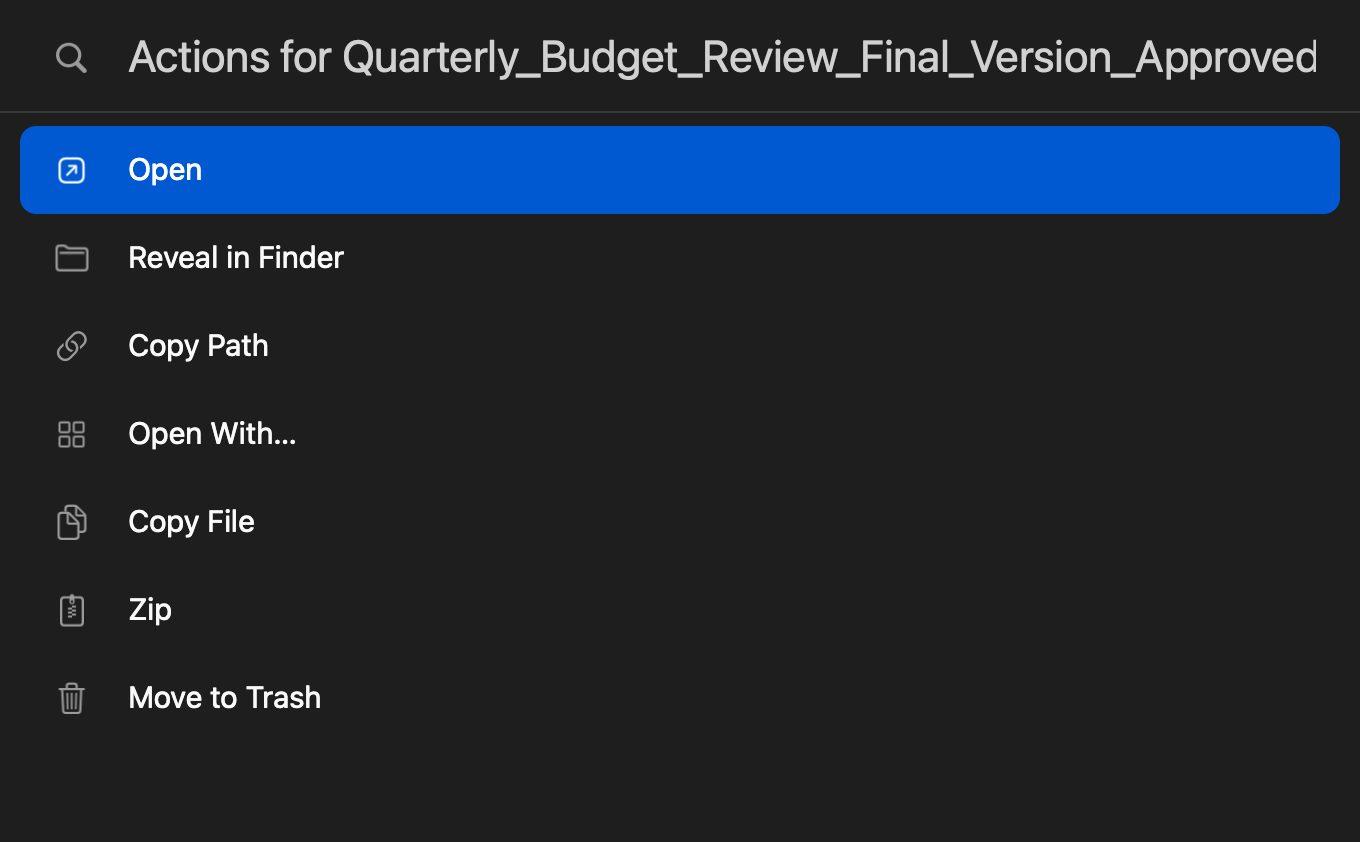 Actions for Quarterly_Budget_Review_Final_Version_Approved
Open
Reveal in Finder
Copy Path
Open With...
Copy File
Zip
Move to Trash